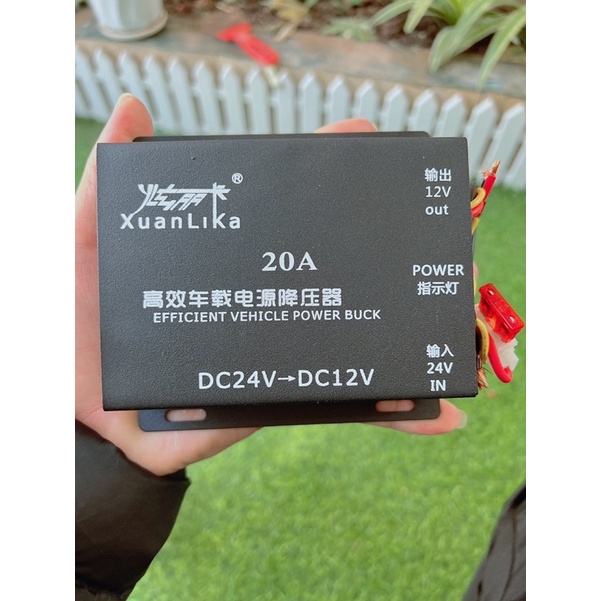 ®
XuanLiKa
20A
高效车载电源降压器
EFFICIENT VEHICLE POWER BUCK
DC24V→DC12V
输出
12V
out
POWER
指示灯
输入
24V
IN